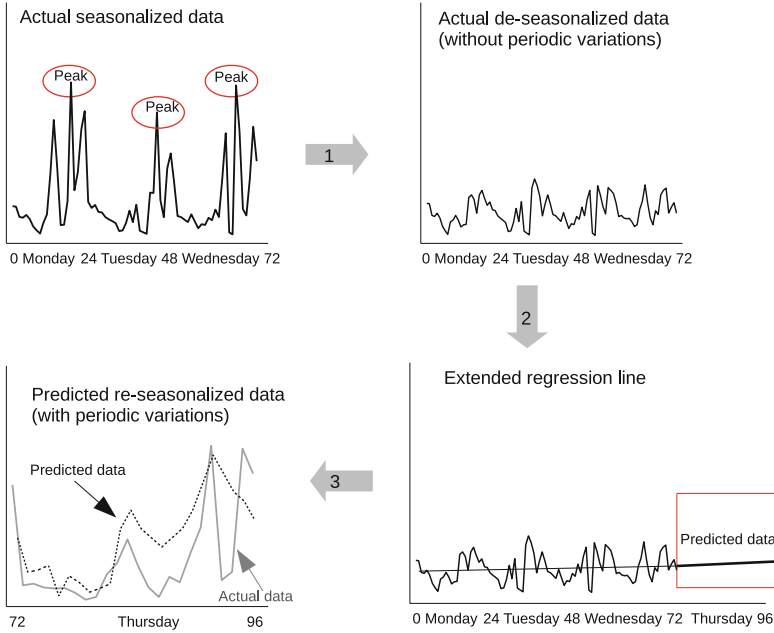 Actual seasonalized data
Peak
Peak
Peak
0 Monday 24 Tuesday 48 Wednesday 72
1
Actual de-seasonalized data
(without periodic variations)
0 Monday 24 Tuesday 48 Wednesday 72
2
Extended regression line
Predicted data
0 Monday 24 Tuesday 48 Wednesday 72 Thursday 96
3
Predicted re-seasonalized data
(with periodic variations)
Predicted data
Actual data
72 Thursday 96